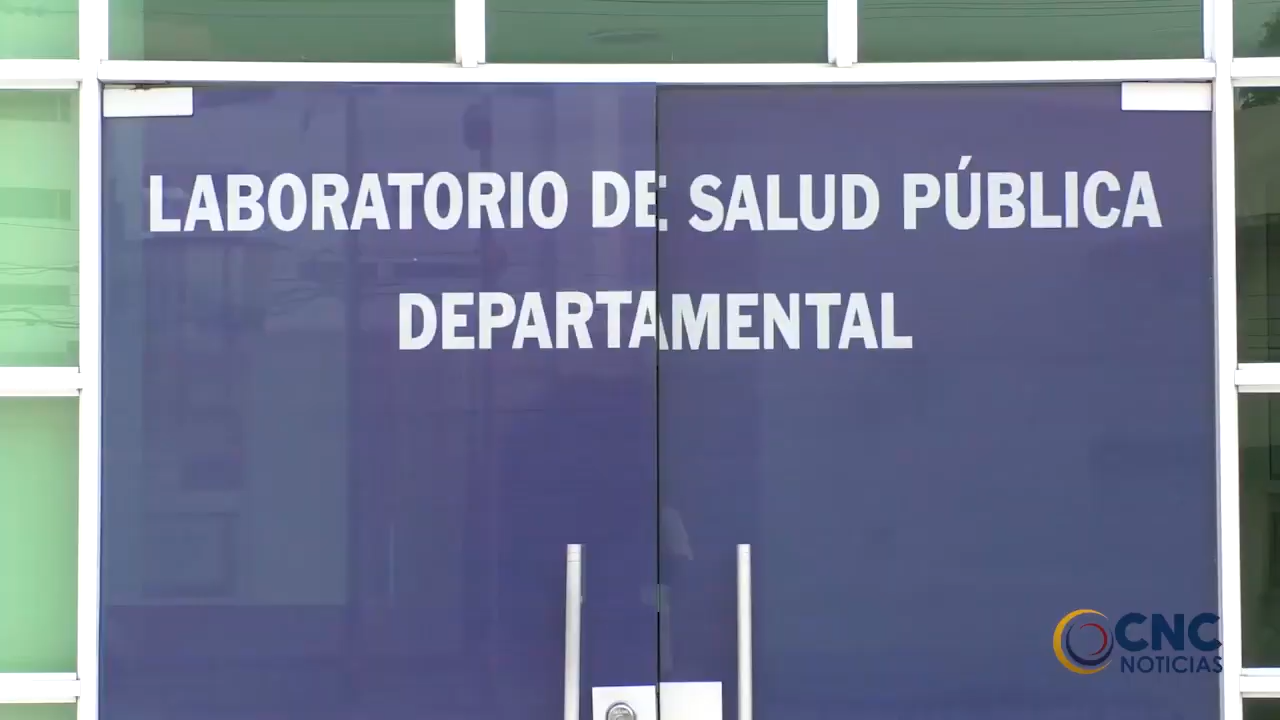 LABORATORIO DE SALUD PÚBLICA
DEPARTAMENTAL
CNC
NOTICIAS